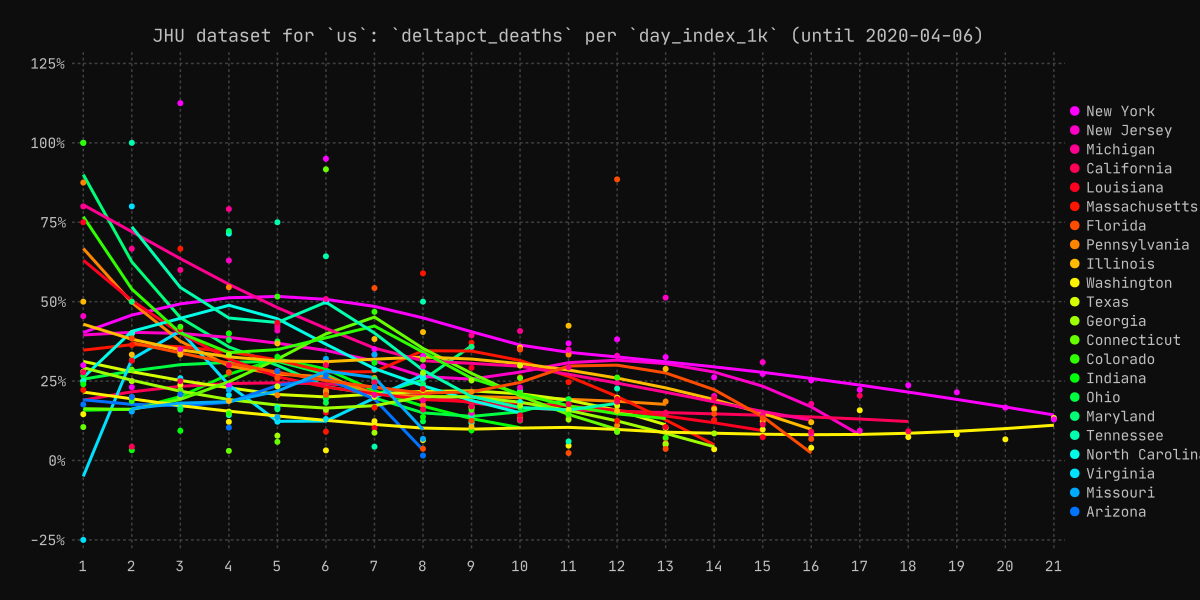 JHU dataset for `us`: `deltapct_deaths` per `day_index_1k` (until 2020-04-06)
125%
100%
75%
50%
25%
0%
-25%
1 2 3 4 5 6 7 8 9 10 11 12 13 14 15 16 17 18 19 20 21
New York
New Jersey
Michigan
California
Louisiana
Massachusetts
Florida
Pennsylvania
Illinois
Washington
Texas
Georgia
Connecticut
Colorado
Indiana
Ohio
Maryland
Tennessee
North Carolina
Virginia
Missouri
Arizona